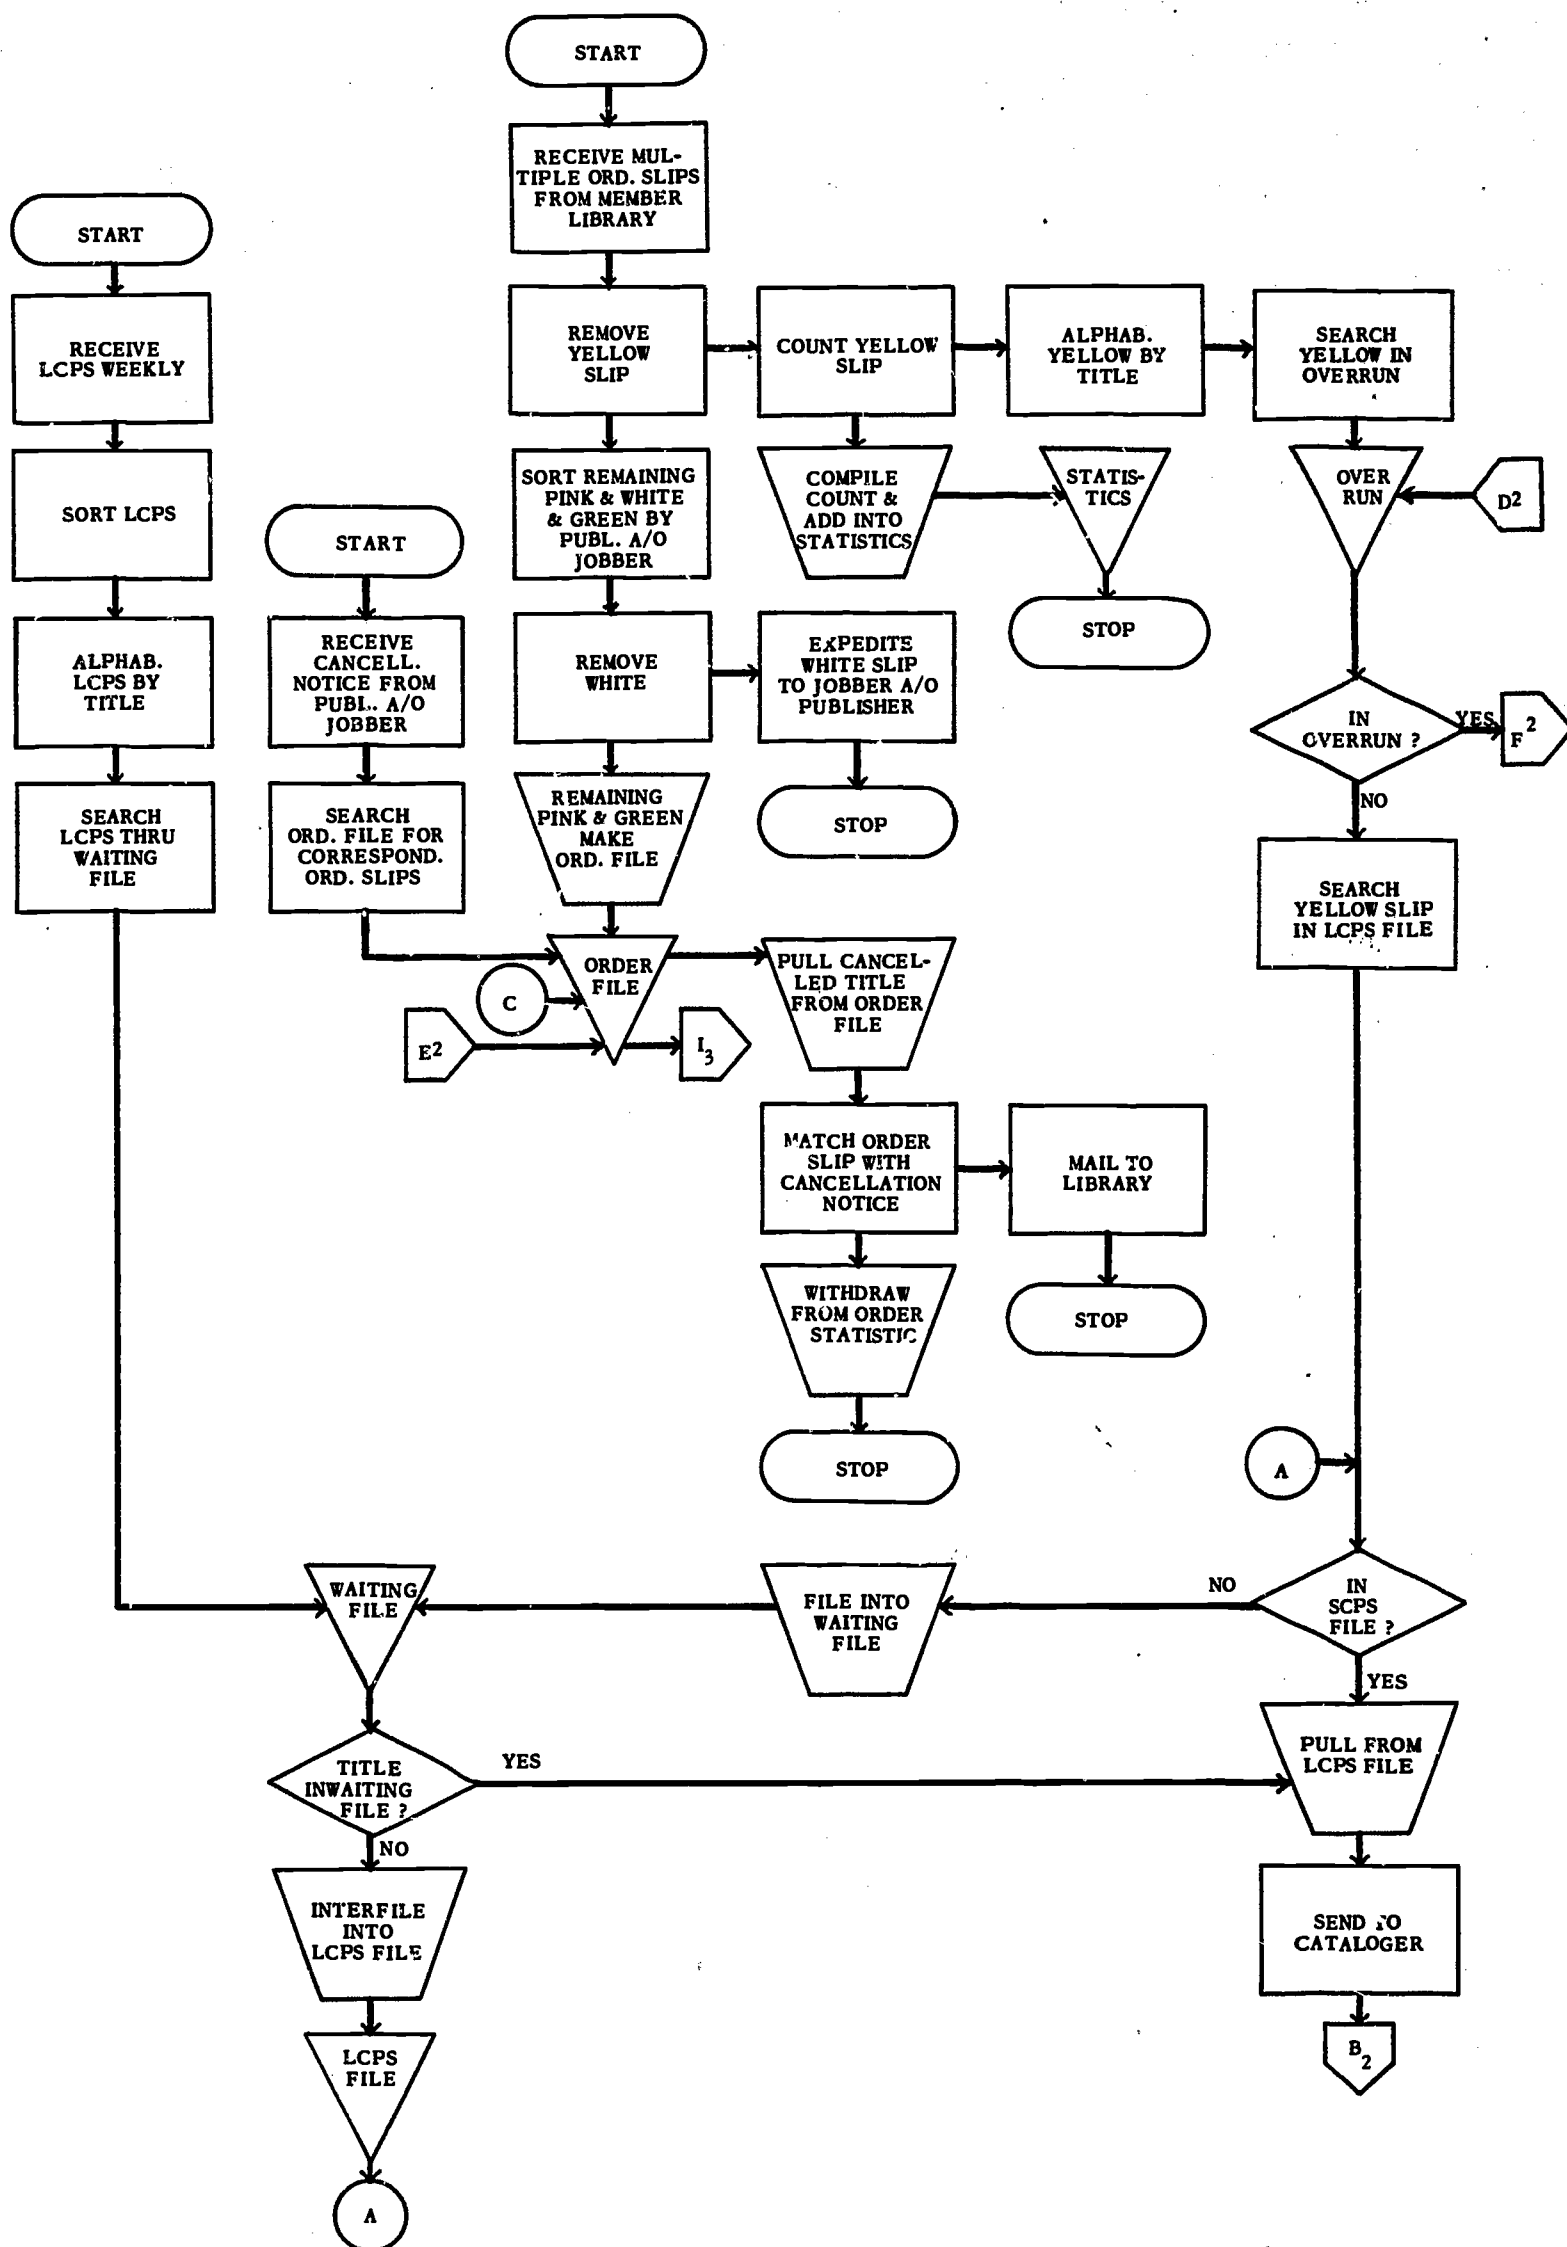 START
RECEIVE MUL-
TIPLE ORD. SLIPS
FROM MEMBER
LIBRARY
START
RECEIVE
LCPS WEEKLY
REMOVE
YELLOW
SLIP
COUNT YELLOW
SLIP
ALPHAB.
YELLOW BY
TITLE
SEARCH
YELLOW IN
OVERRUN
SORT LCPS
SORT REMAINING
PINK & WHITE
& GREEN BY
PUBL. A/O
JOBBER
COMPILE
COUNT &
ADD INTO
STATISTICS
STATIS-
TICS
OVER
RUN
D2
START
STOP
ALPHAB.
LCPS BY
TITLE
RECEIVE
CANCELL.
NOTICE FROM
PUBL. A/O
JOBBER
REMOVE
WHITE
EXPEDITE
WHITE SLIP
TO JOBBER A/O
PUBLISHER
IN
OVERRUN ?
YES
F2
NO
SEARCH
LCPS THRU
WAITING
FILE
SEARCH
ORD. FILE FOR
CORRESPOND.
ORD. SLIPS
REMAINING
PINK & GREEN
MAKE
ORD. FILE
STOP
SEARCH
YELLOW SLIP
IN LCPS FILE
ORDER
FILE
C
E2
I3
PULL CANCEL-
LED TITLE
FROM ORDER
FILE
MATCH ORDER
SLIP WITH
CANCELLATION
NOTICE
MAIL TO
LIBRARY
WITHDRAW
FROM ORDER
STATISTIC
STOP
STOP
A
WAITING
FILE
FILE INTO
WAITING
FILE
NO
IN
SCPS
FILE ?
YES
TITLE
INWAITING
FILE ?
YES
PULL FROM
LCPS FILE
NO
INTERFILE
INTO
LCPS FILE
SEND TO
CATALOGER
LCPS
FILE
B2
A